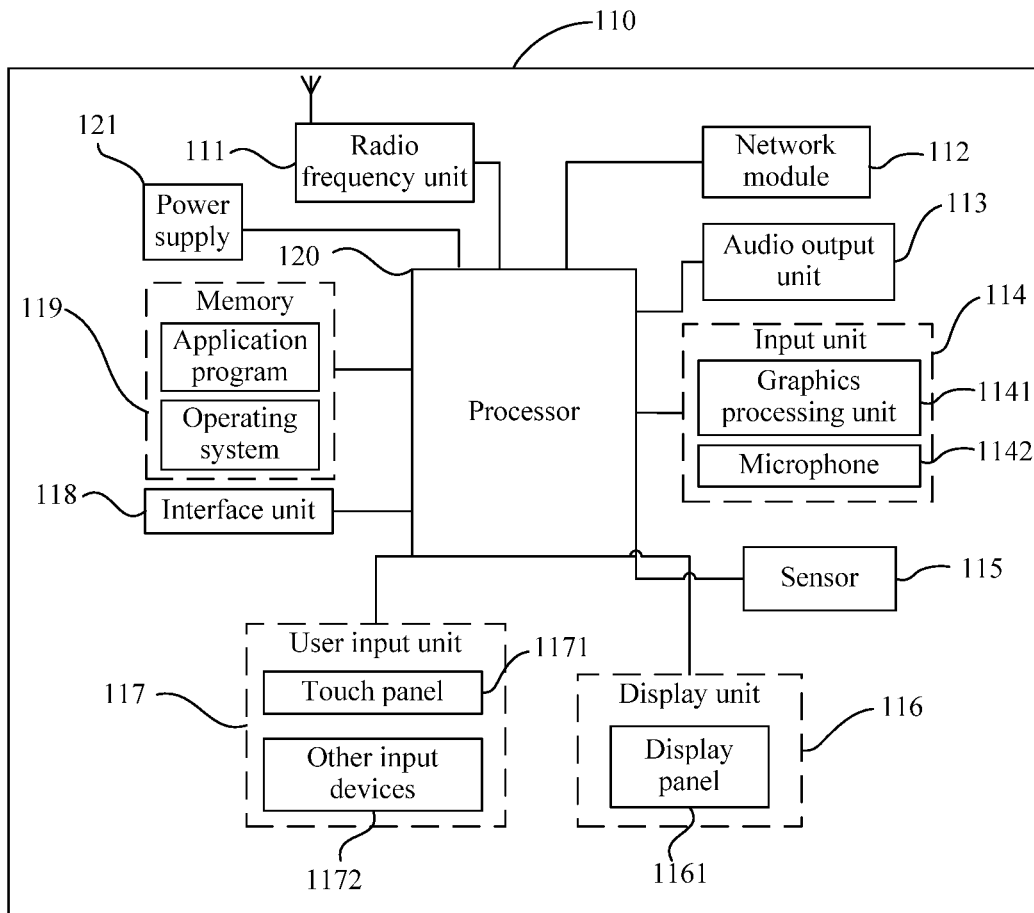 110
121
111
Radio
frequency unit
Network
module
112
Power
supply
113
Audio output
unit
120
119
Memory
Application
program
Operating
system
Processor
114
Input unit
Graphics
processing unit
1141
Microphone
1142
118
Interface unit
Sensor
115
User input unit
1171
Touch panel
117
Other input
devices
1172
Display unit
116
Display
panel
1161